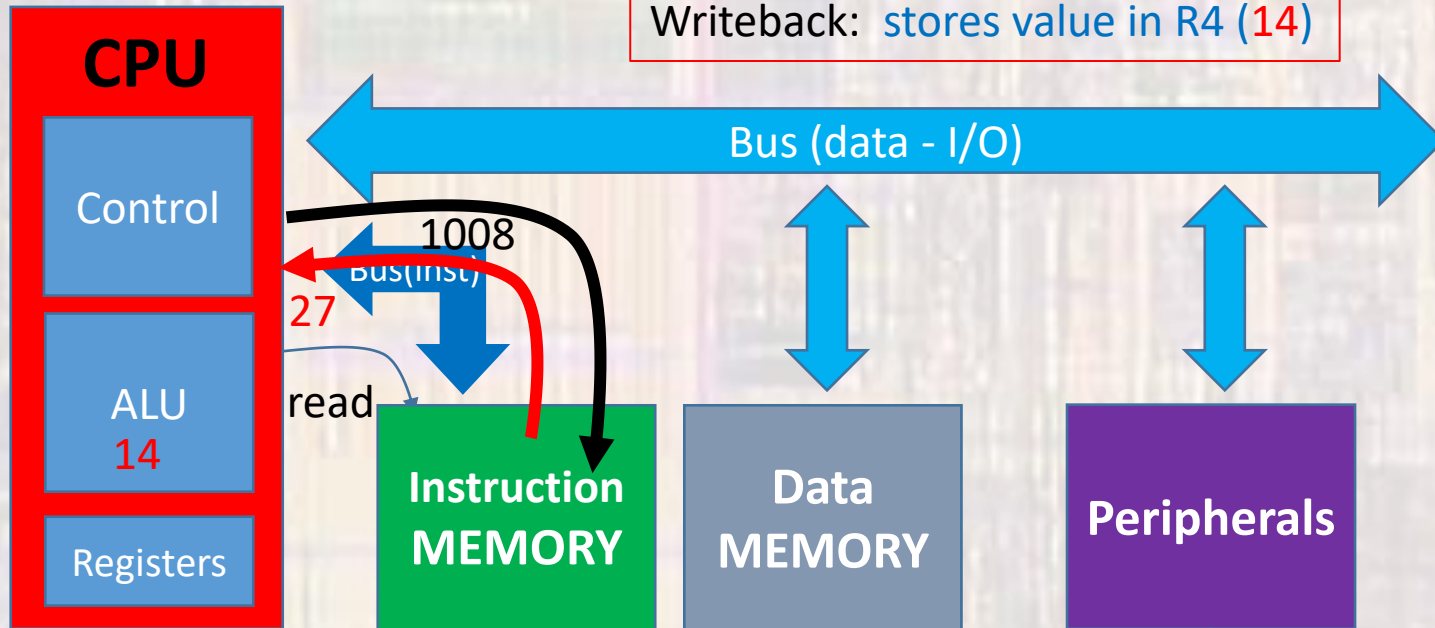 Writeback: stores value in R4 (14)
CPU
Bus (data - I/O)
Control
1008
Bus(inst)
27
ALU
14
read
Instruction
MEMORY
Data
MEMORY
Peripherals
Registers